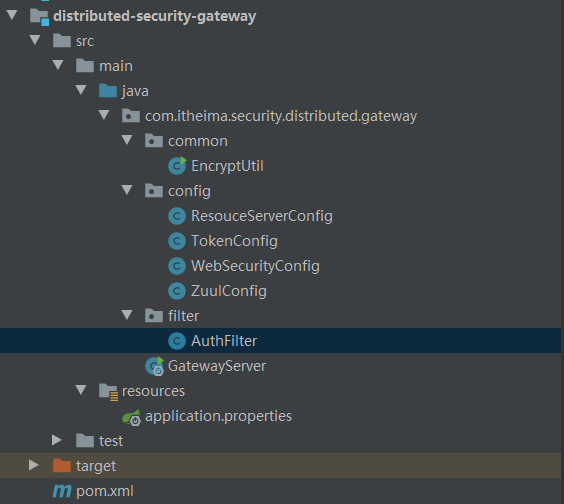 distributed-security-gateway
src
main
java
com.itheima.security.distributed.gateway
common
EncryptUtil
config
ResouceServerConfig
TokenConfig
WebSecurityConfig
ZuulConfig
filter
AuthFilter
GatewayServer
resources
application.properties
test
target
pom.xml